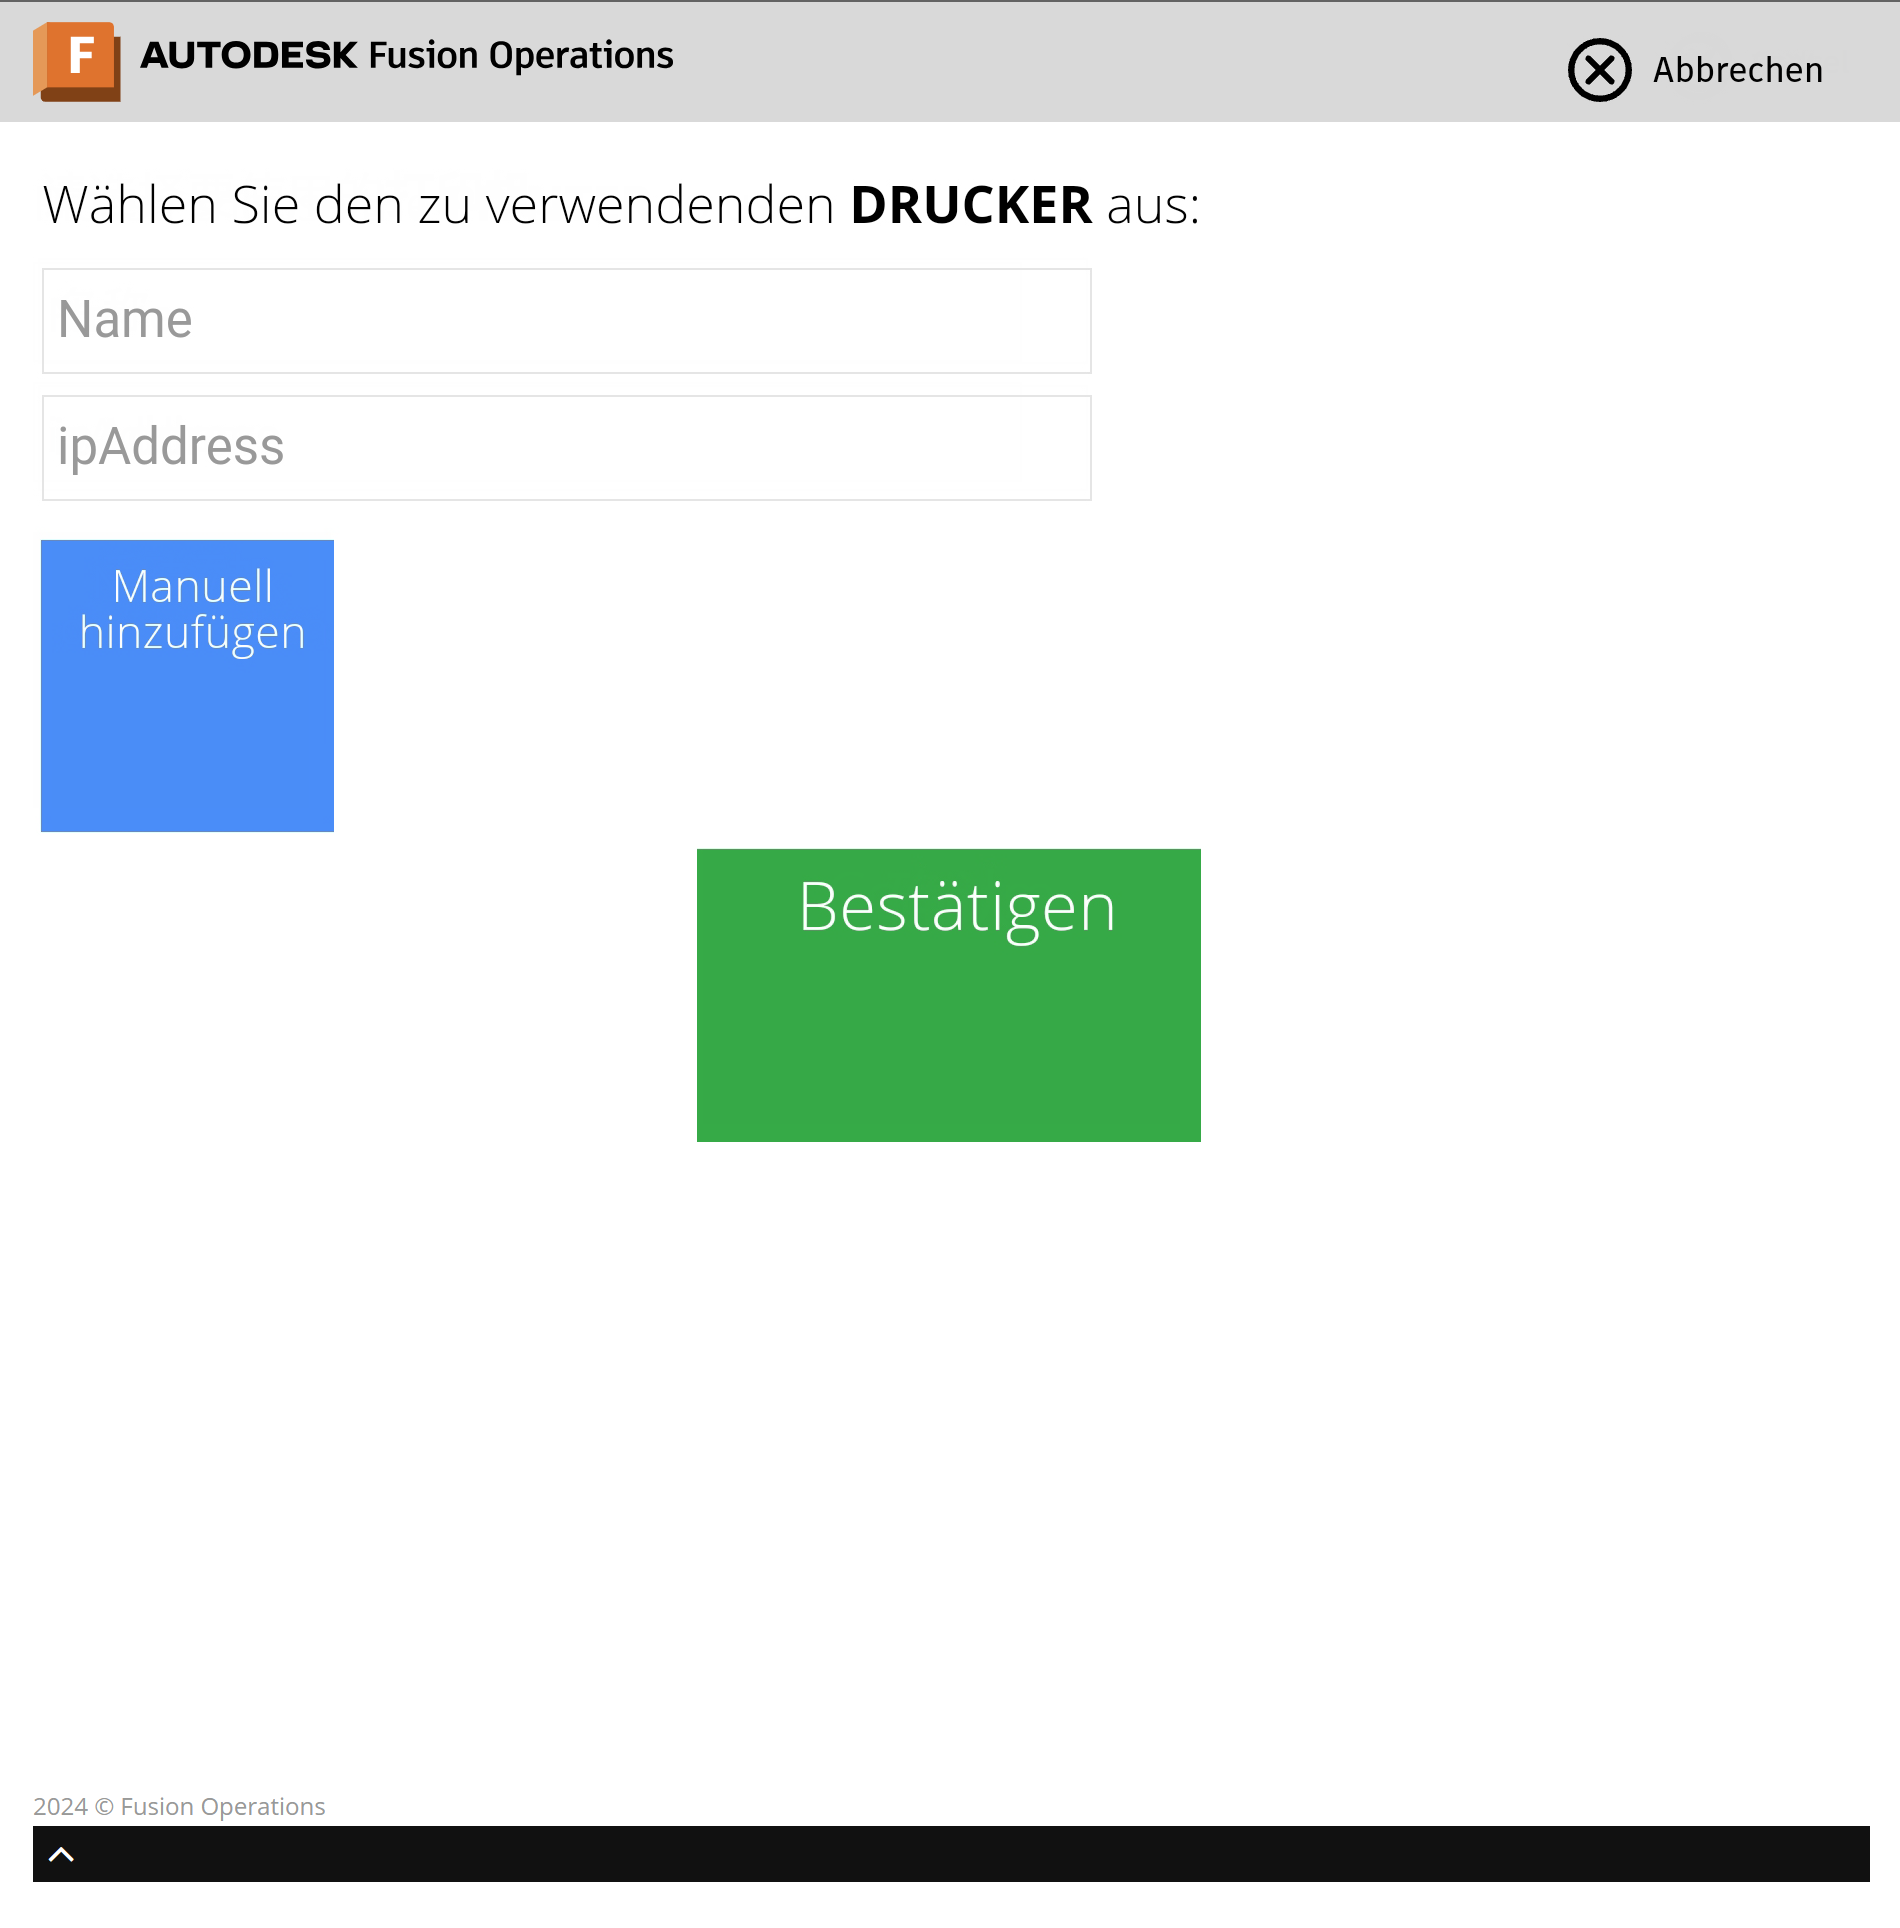 F AUTODESK Fusion Operations
Abbrechen
Wählen Sie den zu verwendenden DRUCKER aus:
Name
ipAddress
Manuell
hinzufügen
Bestätigen
2024 © Fusion Operations